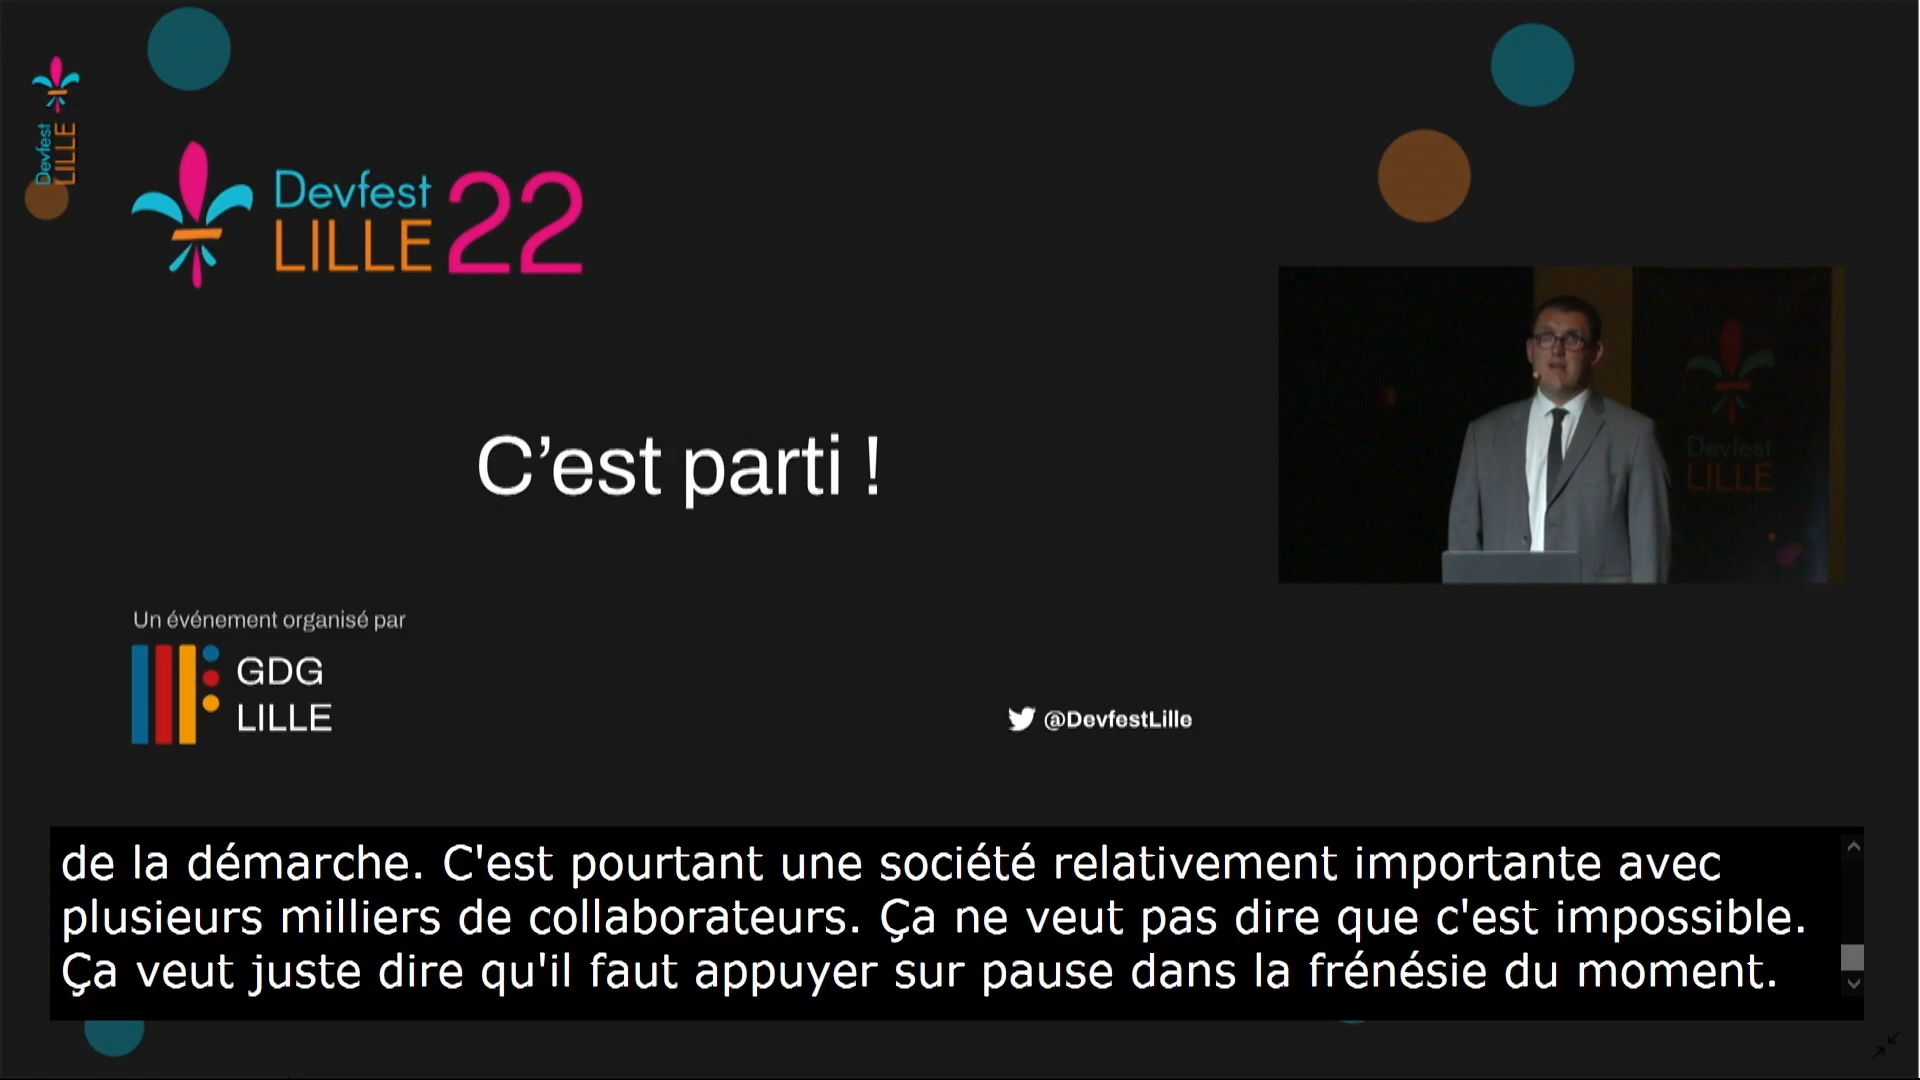 Devfest
LILLE
Devfest
LILLE 22
C’est parti !
Devfest
LILLE
Un événement organisé par
GDG
LILLE
@DevfestLille
de la démarche. C'est pourtant une société relativement importante avec
plusieurs milliers de collaborateurs. Ça ne veut pas dire que c'est impossible.
Ça veut juste dire qu'il faut appuyer sur pause dans la frénésie du moment.